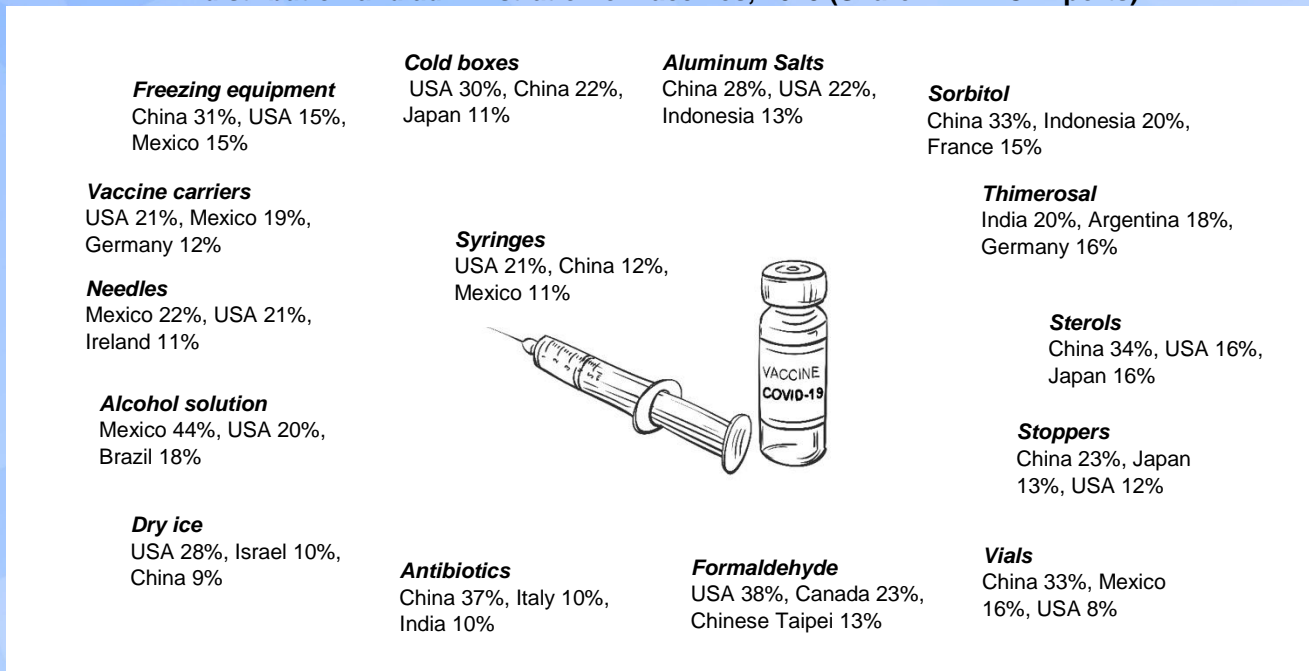 Cold boxes
USA 30%, China 22%,
Japan 11%
Aluminum Salts
China 28%, USA 22%,
Indonesia 13%
Freezing equipment
China 31%, USA 15%,
Mexico 15%
Sorbitol
China 33%, Indonesia 20%,
France 15%
Vaccine carriers
USA 21%, Mexico 19%,
Germany 12%
Thimerosal
India 20%, Argentina 18%,
Germany 16%
Syringes
USA 21%, China 12%,
Mexico 11%
Needles
Mexico 22%, USA 21%,
Ireland 11%
Sterols
China 34%, USA 16%,
Japan 16%
VACCINE
COVID-19
Alcohol solution
Mexico 44%, USA 20%,
Brazil 18%
Stoppers
China 23%, Japan
13%, USA 12%
Dry ice
USA 28%, Israel 10%,
China 9%
Antibiotics
China 37%, Italy 10%,
India 10%
Formaldehyde
USA 38%, Canada 23%,
Chinese Taipei 13%
Vials
China 33%, Mexico
16%, USA 8%